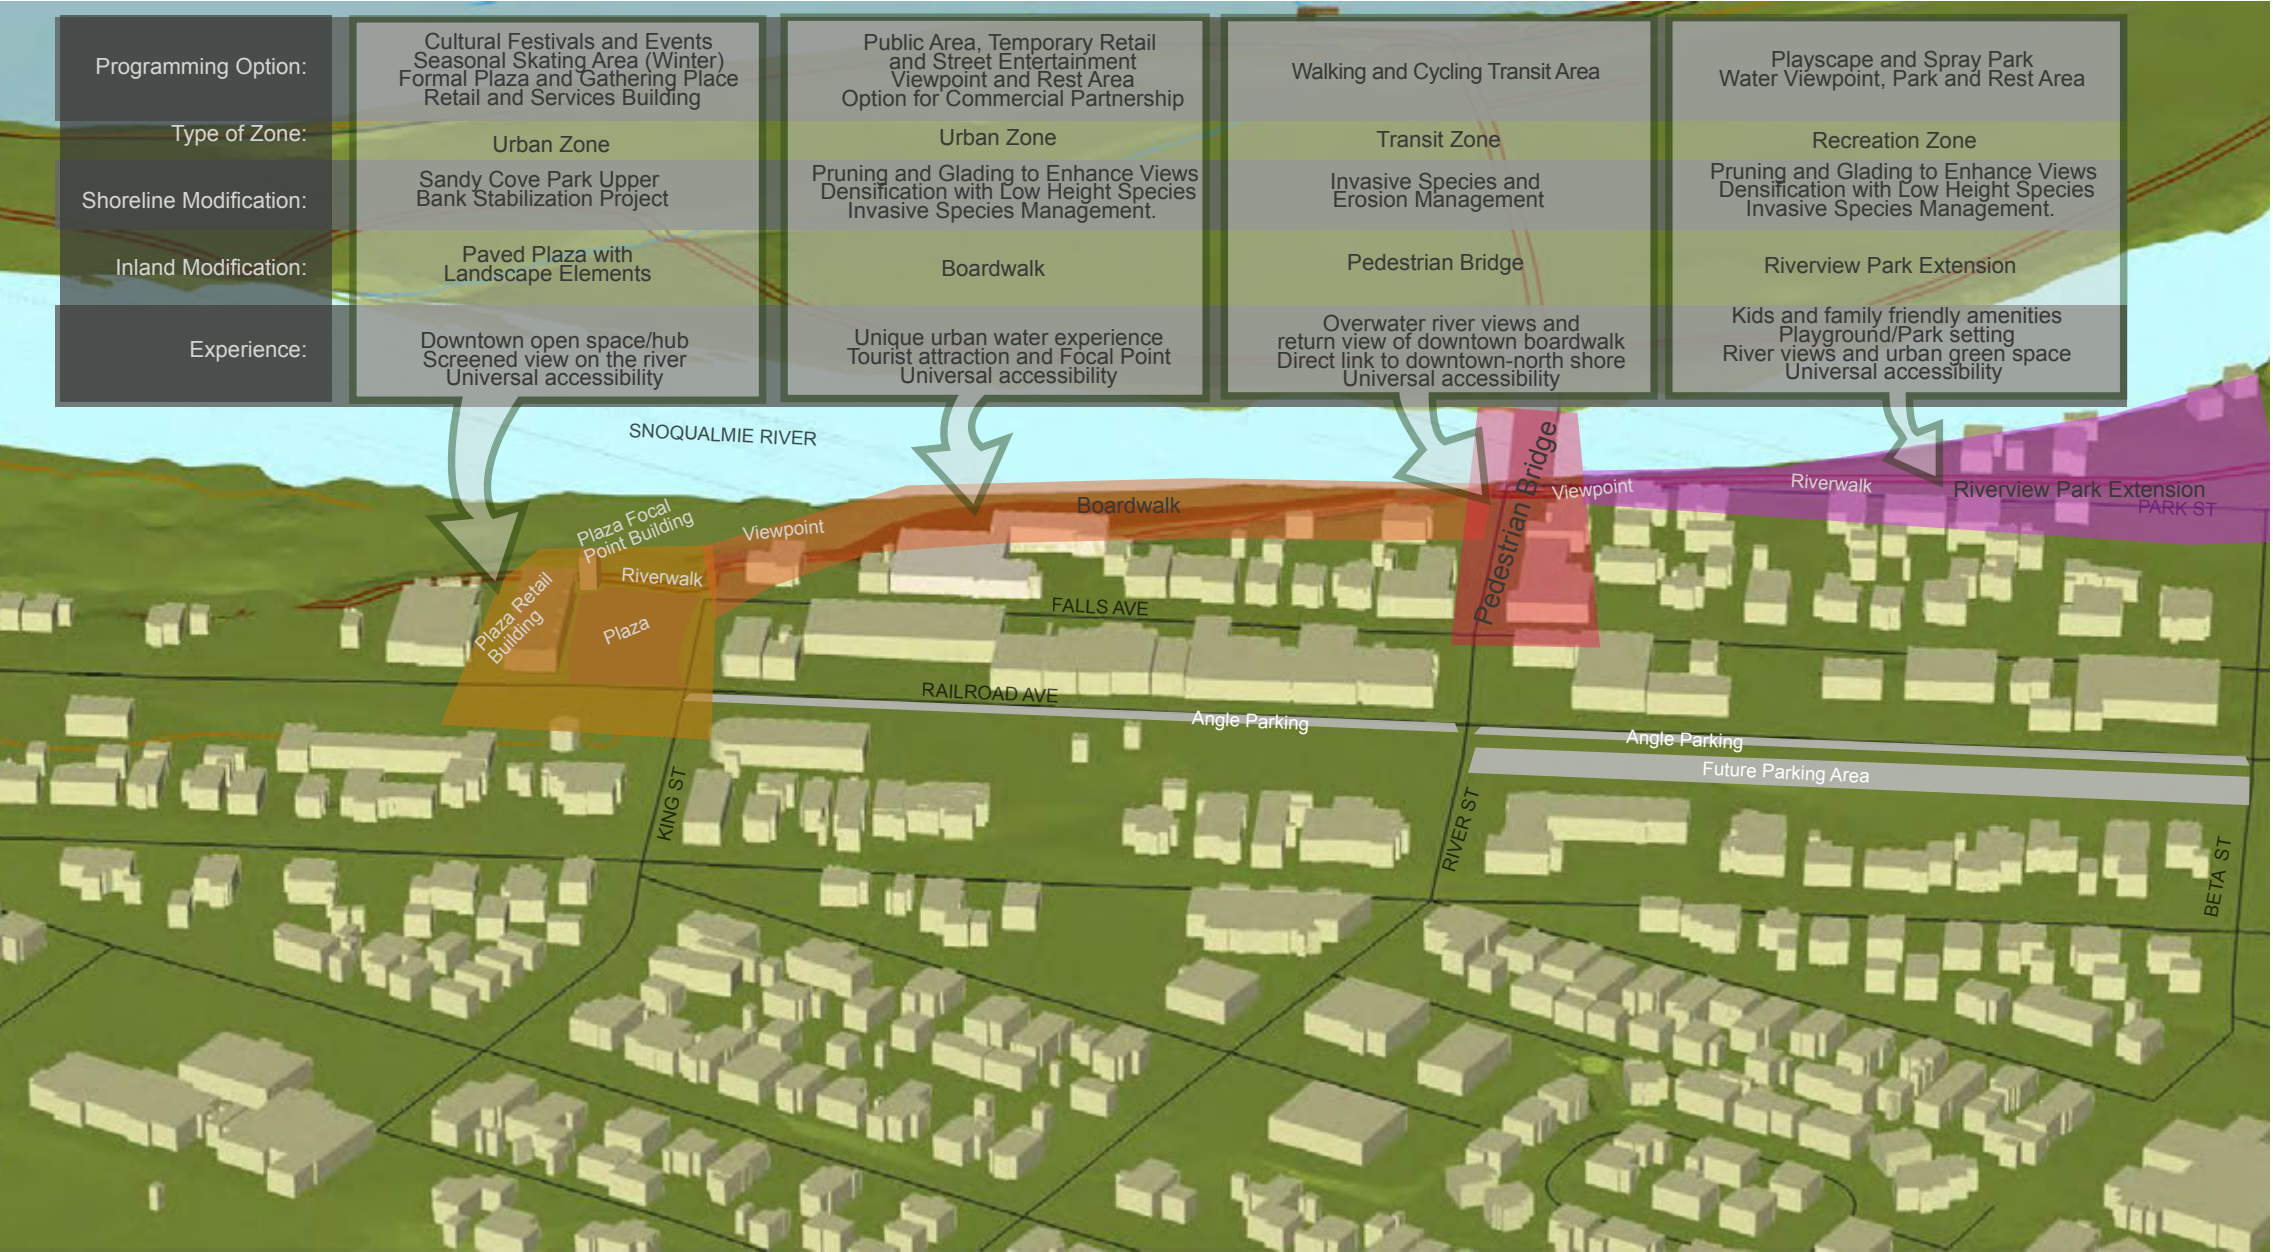 Programming Option:
Cultural Festivals and Events
Seasonal Skating Area (Winter)
Formal Plaza and Gathering Place
Retail and Services Building
Public Area, Temporary Retail
and Street Entertainment
Viewpoint and Rest Area
Option for Commercial Partnership
Walking and Cycling Transit Area
Playscape and Spray Park
Water Viewpoint, Park and Rest Area
Type of Zone:
Urban Zone
Urban Zone
Transit Zone
Recreation Zone
Shoreline Modification:
Sandy Cove Park Upper
Bank Stabilization Project
Pruning and Glading to Enhance Views
Densification with Low Height Species
Invasive Species Management.
Invasive Species and
Erosion Management
Pruning and Glading to Enhance Views
Densification with Low Height Species
Invasive Species Management.
Inland Modification:
Paved Plaza with
Landscape Elements
Boardwalk
Pedestrian Bridge
Riverview Park Extension
Experience:
Downtown open space/hub
Screened view on the river
Universal accessibility
Unique urban water experience
Tourist attraction and Focal Point
Universal accessibility
Overwater river views and
return view of downtown boardwalk
Direct link to downtown-north shore
Universal accessibility
Kids and family friendly amenities
Playground/Park setting
River views and urban green space
Universal accessibility
SNOQUALMIE RIVER
Plaza Focal
Point Building
Viewpoint
Boardwalk
Pedestrian Bridge
Viewpoint
Riverwalk
Riverview Park Extension
PARK ST
Riverwalk
Plaza Retail
Building
Plaza
FALLS AVE
RAILROAD AVE
Angle Parking
Angle Parking
Future Parking Area
KING ST
RIVER ST
BETA ST